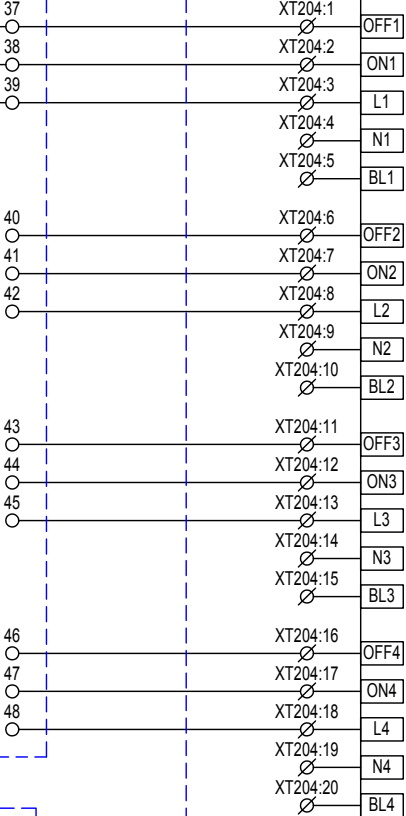 37 XT204:1 OFF1
38 XT204:2 ON1
39 XT204:3 L1
XT204:4 N1
XT204:5 BL1
40 XT204:6 OFF2
41 XT204:7 ON2
42 XT204:8 L2
XT204:9 N2
XT204:10 BL2
43 XT204:11 OFF3
44 XT204:12 ON3
45 XT204:13 L3
XT204:14 N3
XT204:15 BL3
46 XT204:16 OFF4
47 XT204:17 ON4
48 XT204:18 L4
XT204:19 N4
XT204:20 BL4